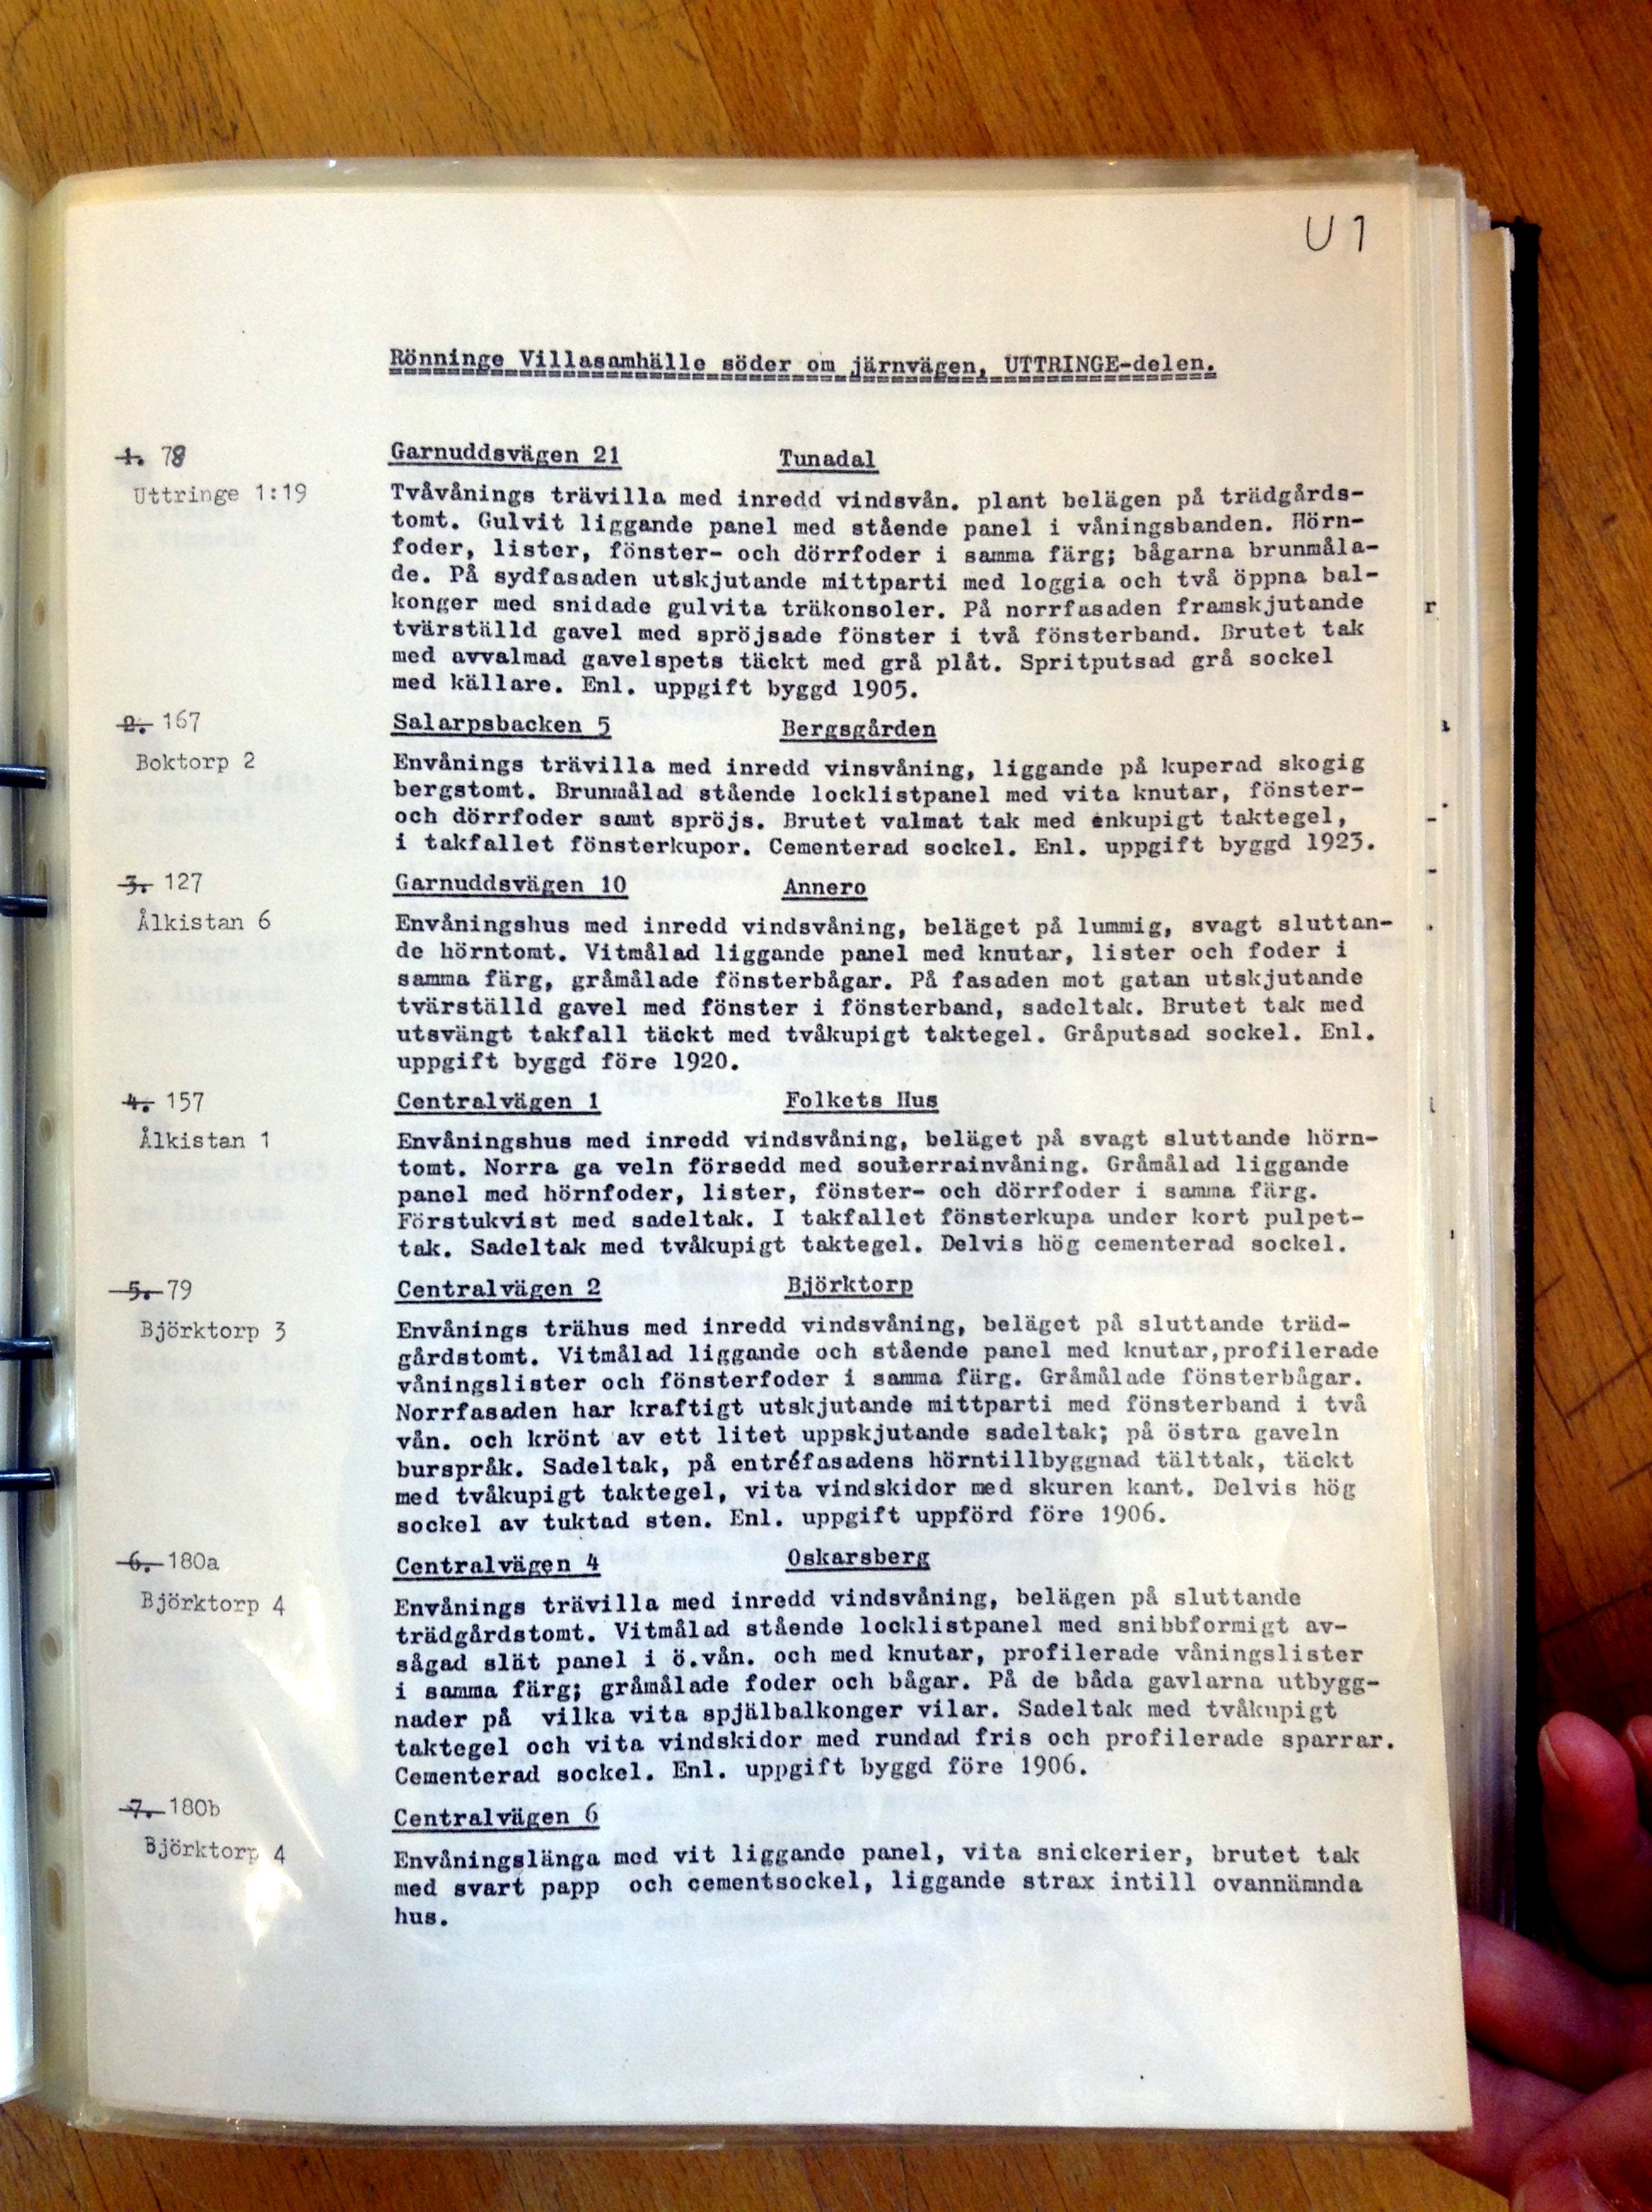 U 1
Rönninge Villasamhälle söder om järnvägen, UTTRINGE-delen.
1. 78
Garnuddsvägen 21 Tunadal
Uttringe 1:19
Tvåvånings trävilla med inredd vindsvån. plant belägen på trädgårds-
tomt. Gulvit liggande panel med stående panel i våningsbanden. Hörn-
foder, lister, fönster- och dörrfoder i samma färg; bågarna brunmåla-
de. På sydfasaden utskjutande mittparti med loggia och två öppna bal-
konger med snidade gulvita träkonsoler. På norrfasaden framskjutande
tvärställd gavel med spröjsade fönster i två fönsterband. Brutet tak
med avvalmad gavelspets täckt med grå plåt. Spritputsad grå sockel
med källare. Enl. uppgift byggd 1905.
2. 167
Salarpsbacken 5 Bergsgården
Boktorp 2
Envånings trävilla med inredd vinsvåning, liggande på kuperad skogig
bergstomt. Brunmålad stående locklistpanel med vita knutar, fönster-
och dörrfoder samt spröjs. Brutet valmat tak med enkupigt taktegel,
i takfallet fönsterkupor. Cementerad sockel. Enl. uppgift byggd 1923.
3. 127
Garnuddsvägen 10 Annero
Ålkistan 6
Envåningshus med inredd vindsvåning, beläget på lummig, svagt sluttan-
de hörntomt. Vitmålad liggande panel med knutar, lister och foder i
samma färg, gråmålade fönsterbågar. På fasaden mot gatan utskjutande
tvärställd gavel med fönster i fönsterband, sadeltak. Brutet tak med
utsvängt takfall täckt med tvåkupigt taktegel. Gråputsad sockel. Enl.
uppgift byggd före 1920.
4. 157
Centralvägen 1 Folkets Hus
Ålkistan 1
Envåningshus med inredd vindsvåning, beläget på svagt sluttande hörn-
tomt. Norra ga veln försedd med souterrainvåning. Gråmålad liggande
panel med hörnfoder, lister, fönster- och dörrfoder i samma färg.
Förstukvist med sadeltak. I takfallet fönsterkupa under kort pulpet-
tak. Sadeltak med tvåkupigt taktegel. Delvis hög cementerad sockel.
5. 79
Centralvägen 2 Björktorp
Björktorp 3
Envånings trähus med inredd vindsvåning, beläget på sluttande träd-
gårdstomt. Vitmålad liggande och stående panel med knutar,profilerade
våningslister och fönsterfoder i samma färg. Gråmålade fönsterbågar.
Norrfasaden har kraftigt utskjutande mittparti med fönsterband i två
vån. och krönt av ett litet uppskjutande sadeltak; på östra gaveln
burspråk. Sadeltak, på entréfasadens hörntillbyggnad tälttak, täckt
med tvåkupigt taktegel, vita vindskidor med skuren kant. Delvis hög
sockel av tuktad sten. Enl. uppgift uppförd före 1906.
6. 180a
Centralvägen 4 Oskarsberg
Björktorp 4
Envånings trävilla med inredd vindsvåning, belägen på sluttande
trädgårdstomt. Vitmålad stående locklistpanel med snibbformigt av-
sågad slät panel i ö.vån. och med knutar, profilerade våningslister
i samma färg; gråmålade foder och bågar. På de båda gavlarna utbygg-
nader på vilka vita spjälbalkonger vilar. Sadeltak med tvåkupigt
taktegel och vita vindskidor med rundad fris och profilerade sparrar.
Cementerad sockel. Enl. uppgift byggd före 1906.
7. 180b
Centralvägen 6
Björktorp 4
Envåningslänga med vit liggande panel, vita snickerier, brutet tak
med svart papp och cementsockel, liggande strax intill ovannämnda
hus.